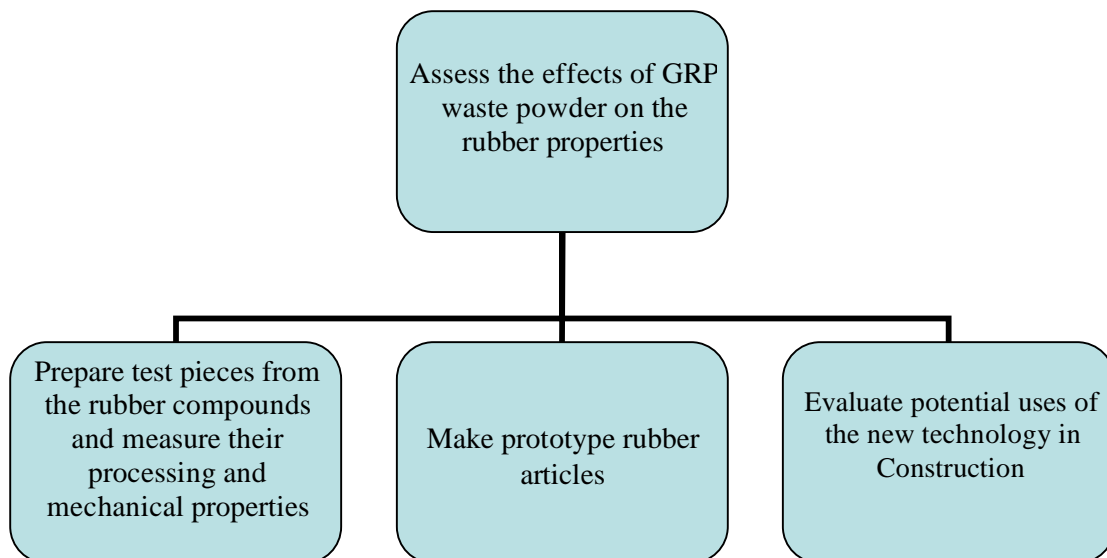 Assess the effects of GRP
waste powder on the
rubber properties
Prepare test pieces from
the rubber compounds
and measure their
processing and
mechanical properties
Make prototype rubber
articles
Evaluate potential uses of
the new technology in
Construction